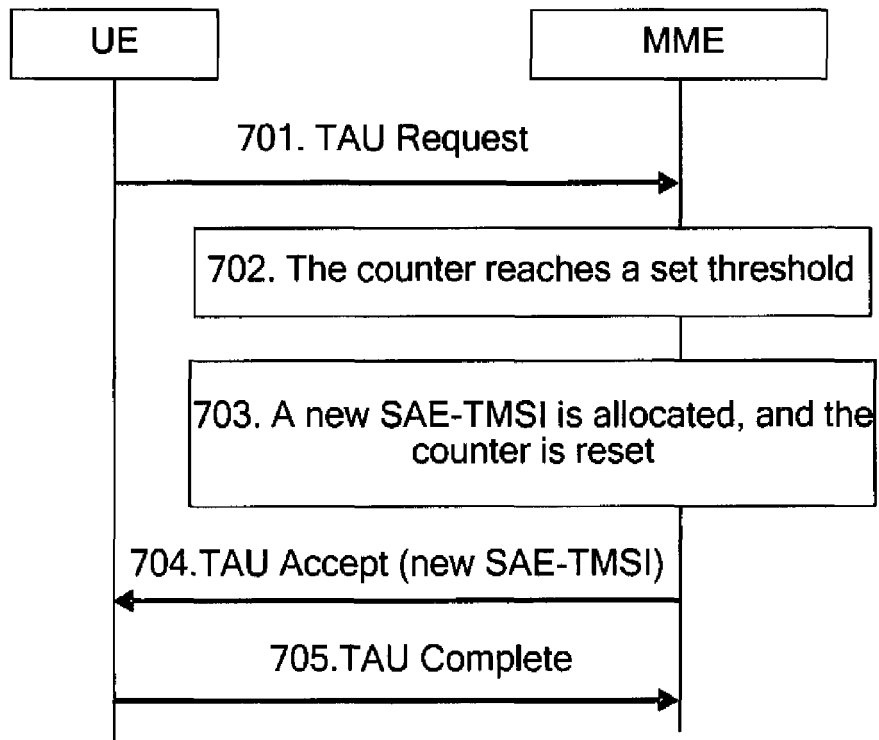 UE
MME
701. TAU Request
702. The counter reaches a set threshold
703. A new SAE-TMSI is allocated, and the
counter is reset
704.TAU Accept (new SAE-TMSI)
705.TAU Complete